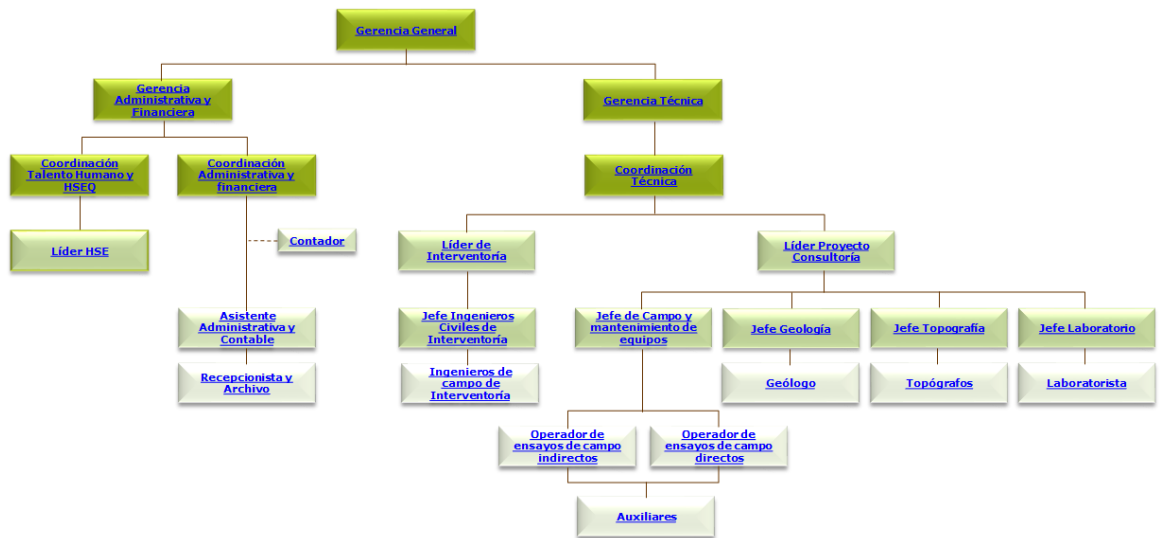 Gerencia General
Gerencia
Administrativa y
Financiera
Gerencia Técnica
Coordinación
Talento Humano y
HSEQ
Coordinación
Administrativa y
financiera
Coordinación
Técnica
Líder HSE
Contador
Líder de
Interventoría
Líder Proyecto
Consultoría
Asistente
Administrativa y
Contable
Jefe Ingenieros
Civiles de
Interventoría
Jefe de Campo y
mantenimiento de
equipos
Jefe Geología
Jefe Topografía
Jefe Laboratorio
Recepcionista y
Archivo
Ingenieros de
campo de
Interventoría
Geólogo
Topógrafos
Laboratorista
Operador de
ensayos de campo
indirectos
Operador de
ensayos de campo
directos
Auxiliares